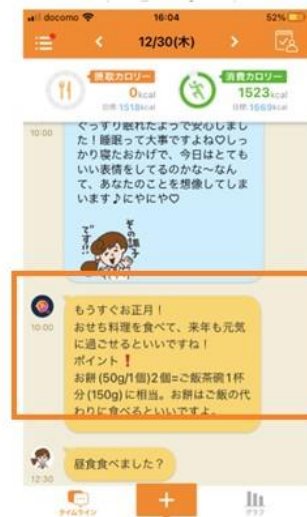 docomo 16:04 52%
12/30(木)
摂取カロリー
0kcal
目標:1518kcal
消費カロリー
1523kcal
目標:1569kcal
10:00
ぐっすり眠れたようで安心しまし
た！睡眠って大事ですよね♡しっ
かり寝たおかげで、今日はとても
いい表情をしてるのかな〜なん
て、あなたのことを想像してしま
います♪にやにや♡
その調子
です!!
10:00
もうすぐお正月！
おせち料理を食べて、来年も元気
に過ごせるといいですね！
ポイント❗
お餅(50g/1個)2個=ご飯茶碗1杯
分(150g)に相当。お餅はご飯の代
わりに食べるといいですよ。
昼食食べました？
12:30
タイムライン
+
グラフ